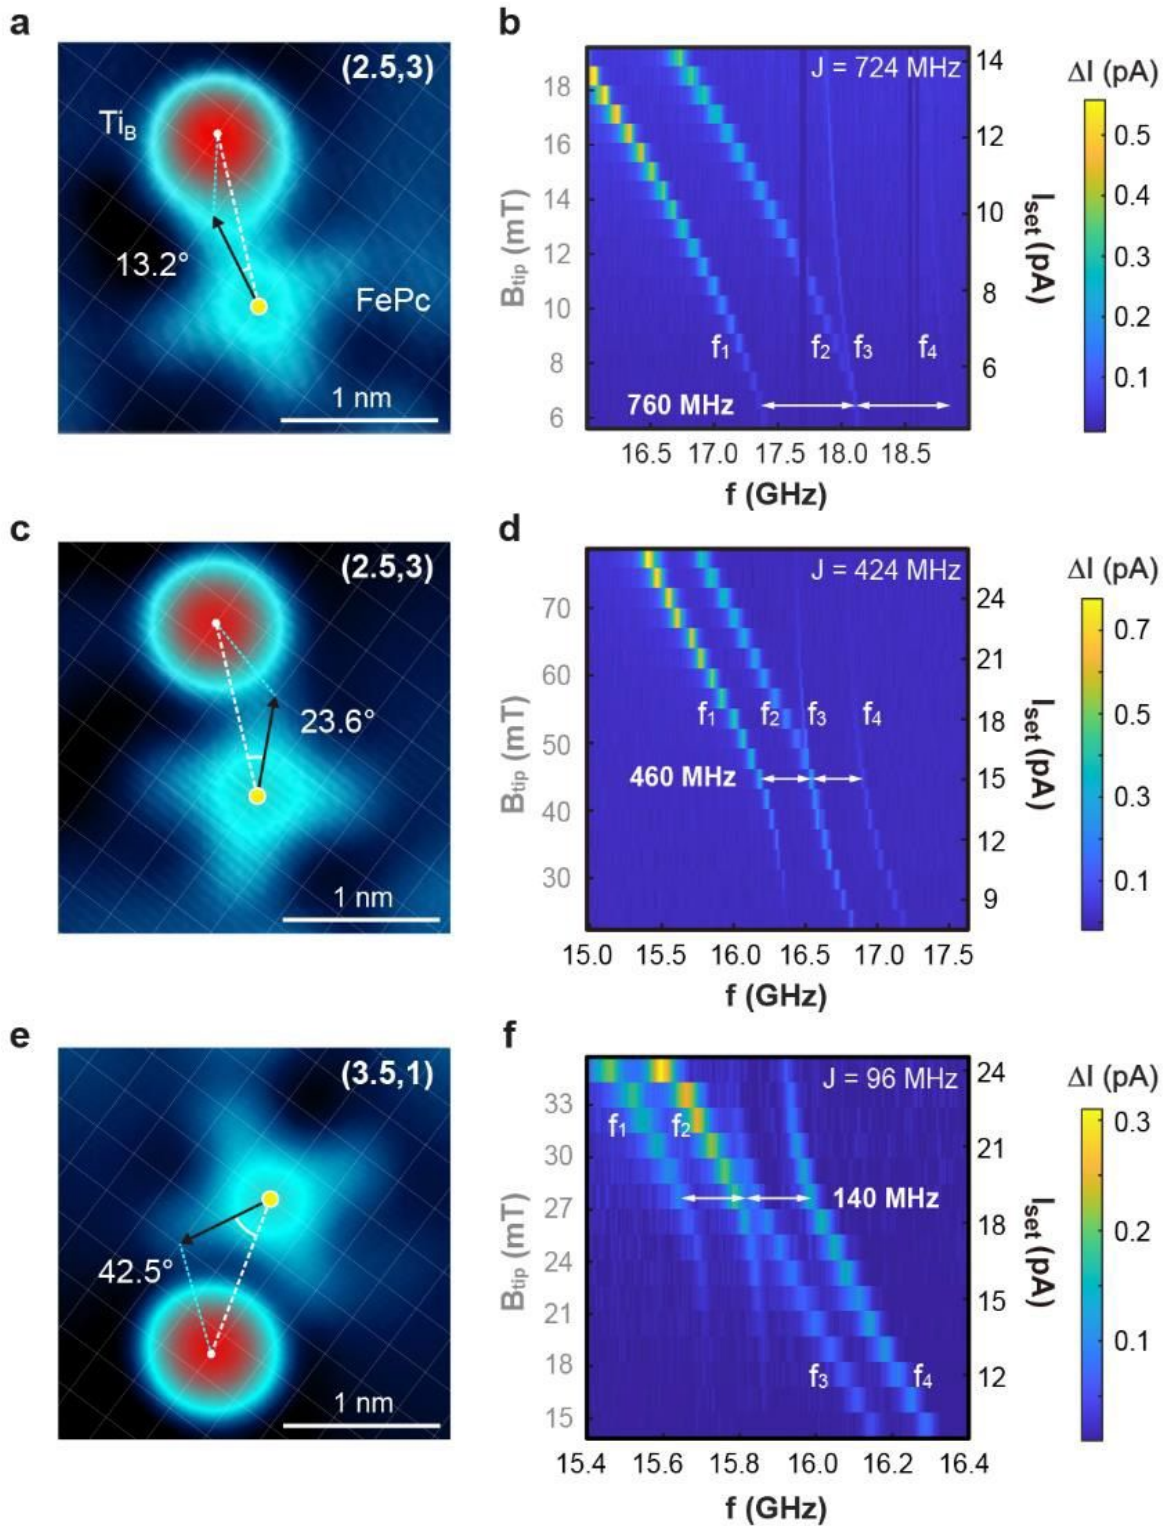 a
(2.5,3)
TiB
13.2°
FePc
1 nm
b
J = 724 MHz
18
16
14
12
10
8
6
Btip (mT)
14
12
10
8
6
Iset (pA)
f1
f2
f3
f4
760 MHz
16.5 17.0 17.5 18.0 18.5
f (GHz)
ΔI (pA)
0.5
0.4
0.3
0.2
0.1
c
(2.5,3)
23.6°
1 nm
d
J = 424 MHz
70
60
50
40
30
Btip (mT)
24
21
18
15
12
9
Iset (pA)
f1
f2
f3
f4
460 MHz
15.0 15.5 16.0 16.5 17.0 17.5
f (GHz)
ΔI (pA)
0.7
0.5
0.3
0.1
e
(3.5,1)
42.5°
1 nm
f
J = 96 MHz
33
30
27
24
21
18
15
Btip (mT)
24
21
18
15
12
Iset (pA)
f1
f2
140 MHz
f3
f4
15.4 15.6 15.8 16.0 16.2 16.4
f (GHz)
ΔI (pA)
0.3
0.2
0.1